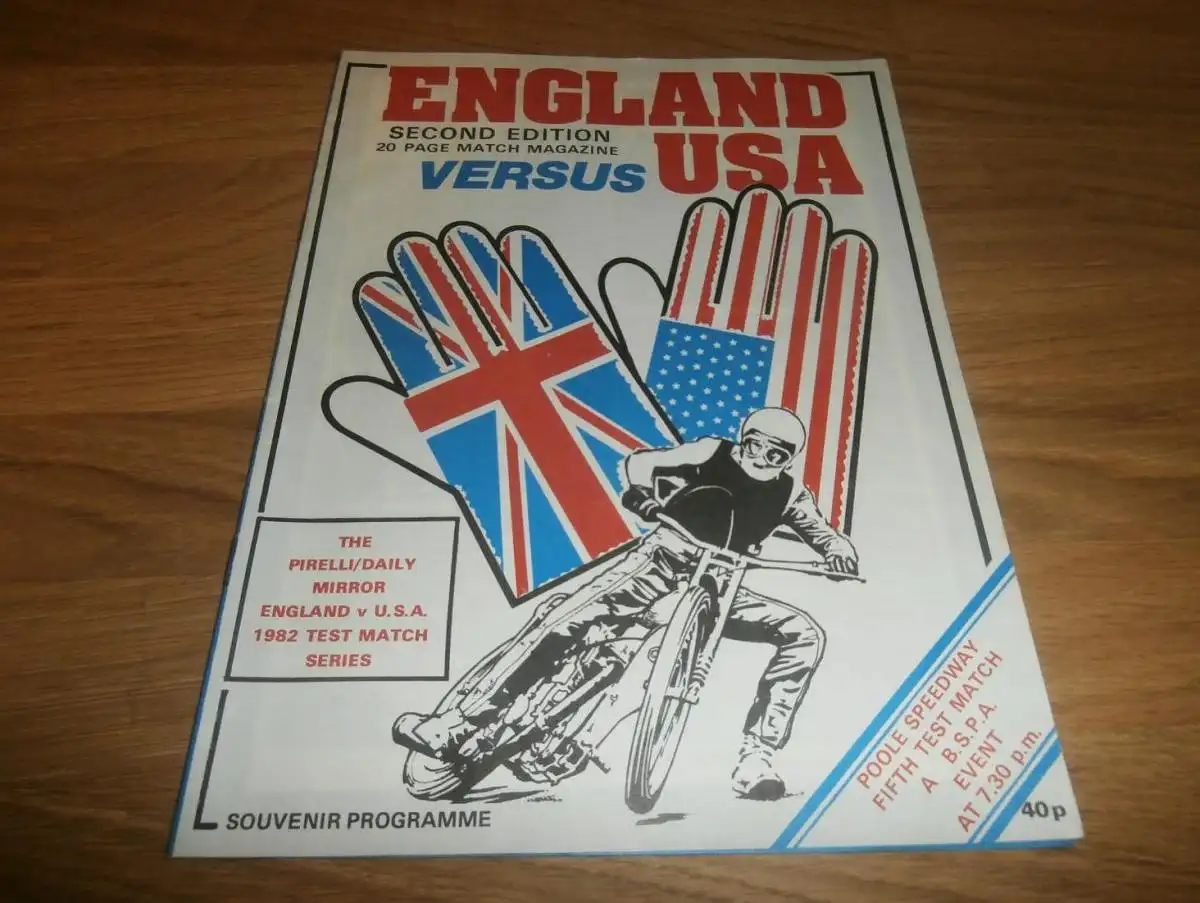 ENGLAND
SECOND EDITION
20 PAGE MATCH MAGAZINE
VERSUS USA
THE
PIRELLI/DAILY
MIRROR
ENGLAND v U.S.A.
1982 TEST MATCH
SERIES
POOLE SPEEDWAY
FIFTH TEST MATCH
A B.S.P.A.
EVENT
AT 7.30 p.m.
SOUVENIR PROGRAMME
40p